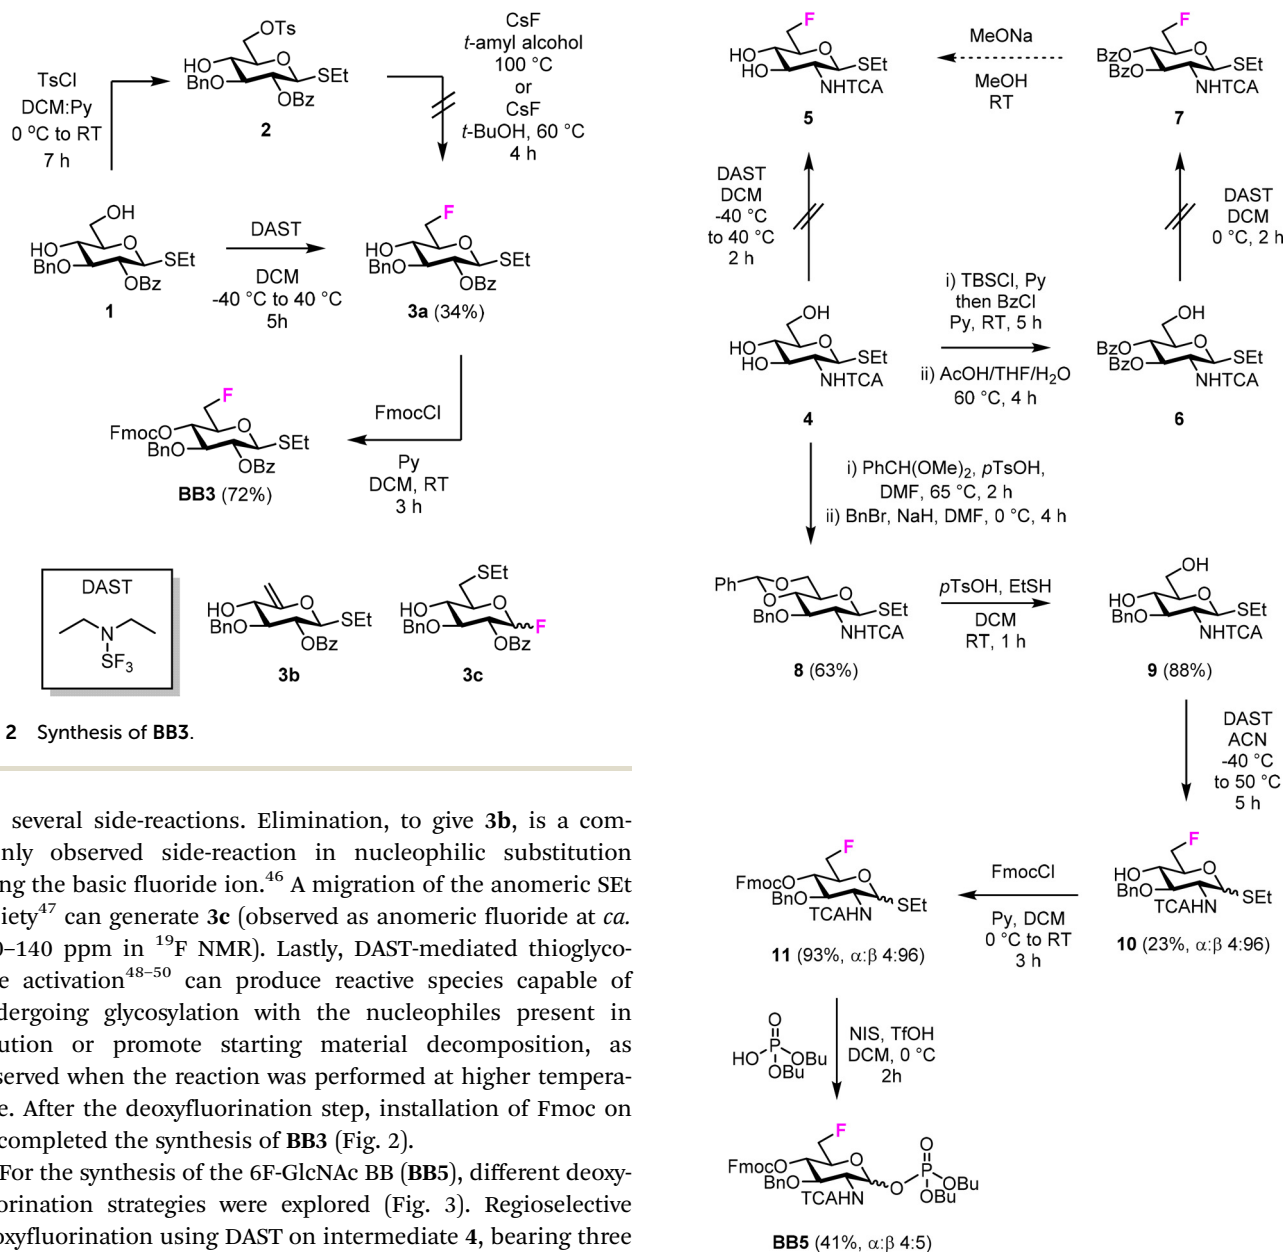 OTs
HO
BnO
O
SEt
OBz
2
TsCl
DCM:Py
0 °C to RT
7 h
CsF
t-amyl alcohol
100 °C
or
CsF
t-BuOH, 60 °C
4 h
OH
HO
BnO
O
SEt
OBz
1
DAST
DCM
-40 °C to 40 °C
5h
F
HO
BnO
O
SEt
OBz
3a (34%)
FmocCl
Py
DCM, RT
3 h
F
FmocO
BnO
O
SEt
OBz
BB3 (72%)
DAST
N
SF3
HO
BnO
O
SEt
OBz
3b
SEt
HO
BnO
O
F
OBz
3c
2 Synthesis of BB3.
several side-reactions. Elimination, to give 3b, is a com-
nly observed side-reaction in nucleophilic substitution
ng the basic fluoride ion.46 A migration of the anomeric SEt
iety47 can generate 3c (observed as anomeric fluoride at ca.
0–140 ppm in 19F NMR). Lastly, DAST-mediated thioglyco-
e activation48–50 can produce reactive species capable of
dergoing glycosylation with the nucleophiles present in
ution or promote starting material decomposition, as
served when the reaction was performed at higher tempera-
e. After the deoxyfluorination step, installation of Fmoc on
completed the synthesis of BB3 (Fig. 2).
For the synthesis of the 6F-GlcNAc BB (BB5), different deoxy-
orination strategies were explored (Fig. 3). Regioselective
oxyfluorination using DAST on intermediate 4, bearing three
F
HO
HO
O
SEt
NHTCA
5
MeONa
MeOH
RT
F
BzO
BzO
O
SEt
NHTCA
7
DAST
DCM
-40 °C
to 40 °C
2 h
DAST
DCM
0 °C, 2 h
OH
HO
HO
O
SEt
NHTCA
4
i) TBSCl, Py
then BzCl
Py, RT, 5 h
ii) AcOH/THF/H2O
60 °C, 4 h
OH
BzO
BzO
O
SEt
NHTCA
6
i) PhCH(OMe)2, pTsOH,
DMF, 65 °C, 2 h
ii) BnBr, NaH, DMF, 0 °C, 4 h
Ph
O
O
BnO
O
SEt
NHTCA
8 (63%)
pTsOH, EtSH
DCM
RT, 1 h
OH
HO
BnO
O
SEt
NHTCA
9 (88%)
DAST
ACN
-40 °C
to 50 °C
5 h
F
HO
BnO
O
TCAHN
SEt
10 (23%, α:β 4:96)
FmocCl
Py, DCM
0 °C to RT
3 h
F
FmocO
BnO
O
TCAHN
SEt
11 (93%, α:β 4:96)
O
HO
P
OBu
OBu
NIS, TfOH
DCM, 0 °C
2h
F
FmocO
BnO
O
TCAHN
O
O
P
OBu
OBu
BB5 (41%, α:β 4:5)